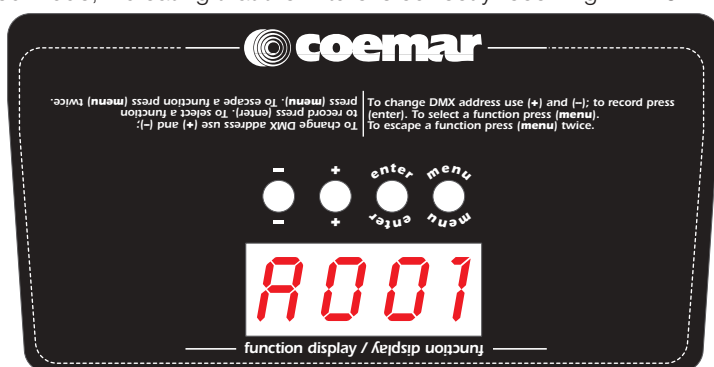 coemar
To change DMX address use (+) and (–);
to record press (enter). To select a function
press (menu). To escape a function press (menu) twice.
To change DMX address use (+) and (–); to record press
(enter). To select a function press (menu).
To escape a function press (menu) twice.
– + enter menu
– + enter menu
A001
function display / function display